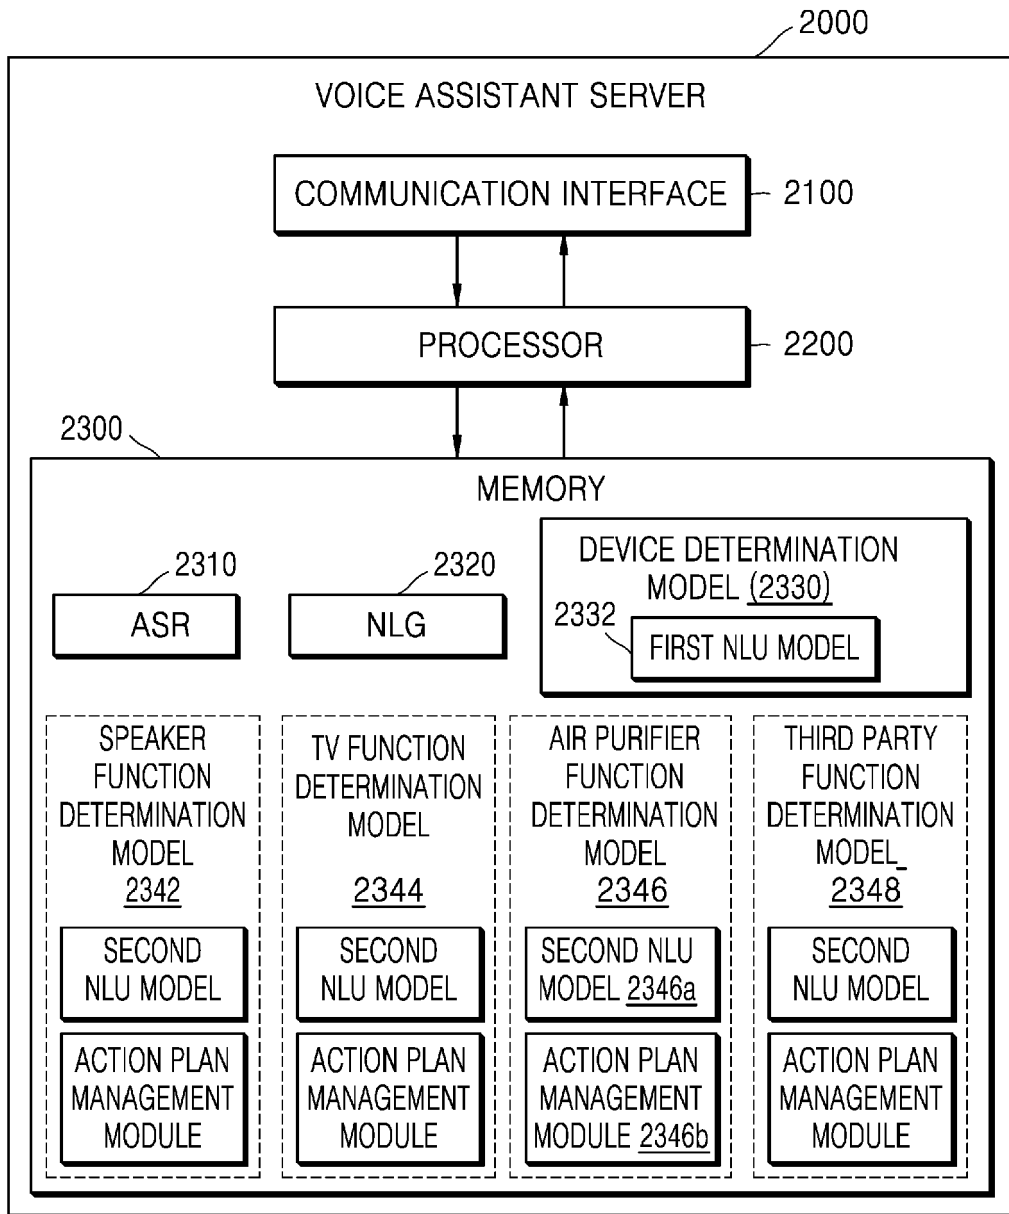 2000
VOICE ASSISTANT SERVER
COMMUNICATION INTERFACE
2100
PROCESSOR
2200
2300
MEMORY
2310
ASR
2320
NLG
DEVICE DETERMINATION
MODEL (2330)
2332
FIRST NLU MODEL
SPEAKER
FUNCTION
DETERMINATION
MODEL
2342
SECOND
NLU MODEL
ACTION PLAN
MANAGEMENT
MODULE
TV FUNCTION
DETERMINATION
MODEL
2344
SECOND
NLU MODEL
ACTION PLAN
MANAGEMENT
MODULE
AIR PURIFIER
FUNCTION
DETERMINATION
MODEL
2346
SECOND NLU
MODEL 2346a
ACTION PLAN
MANAGEMENT
MODULE 2346b
THIRD PARTY
FUNCTION
DETERMINATION
MODEL
2348
SECOND
NLU MODEL
ACTION PLAN
MANAGEMENT
MODULE